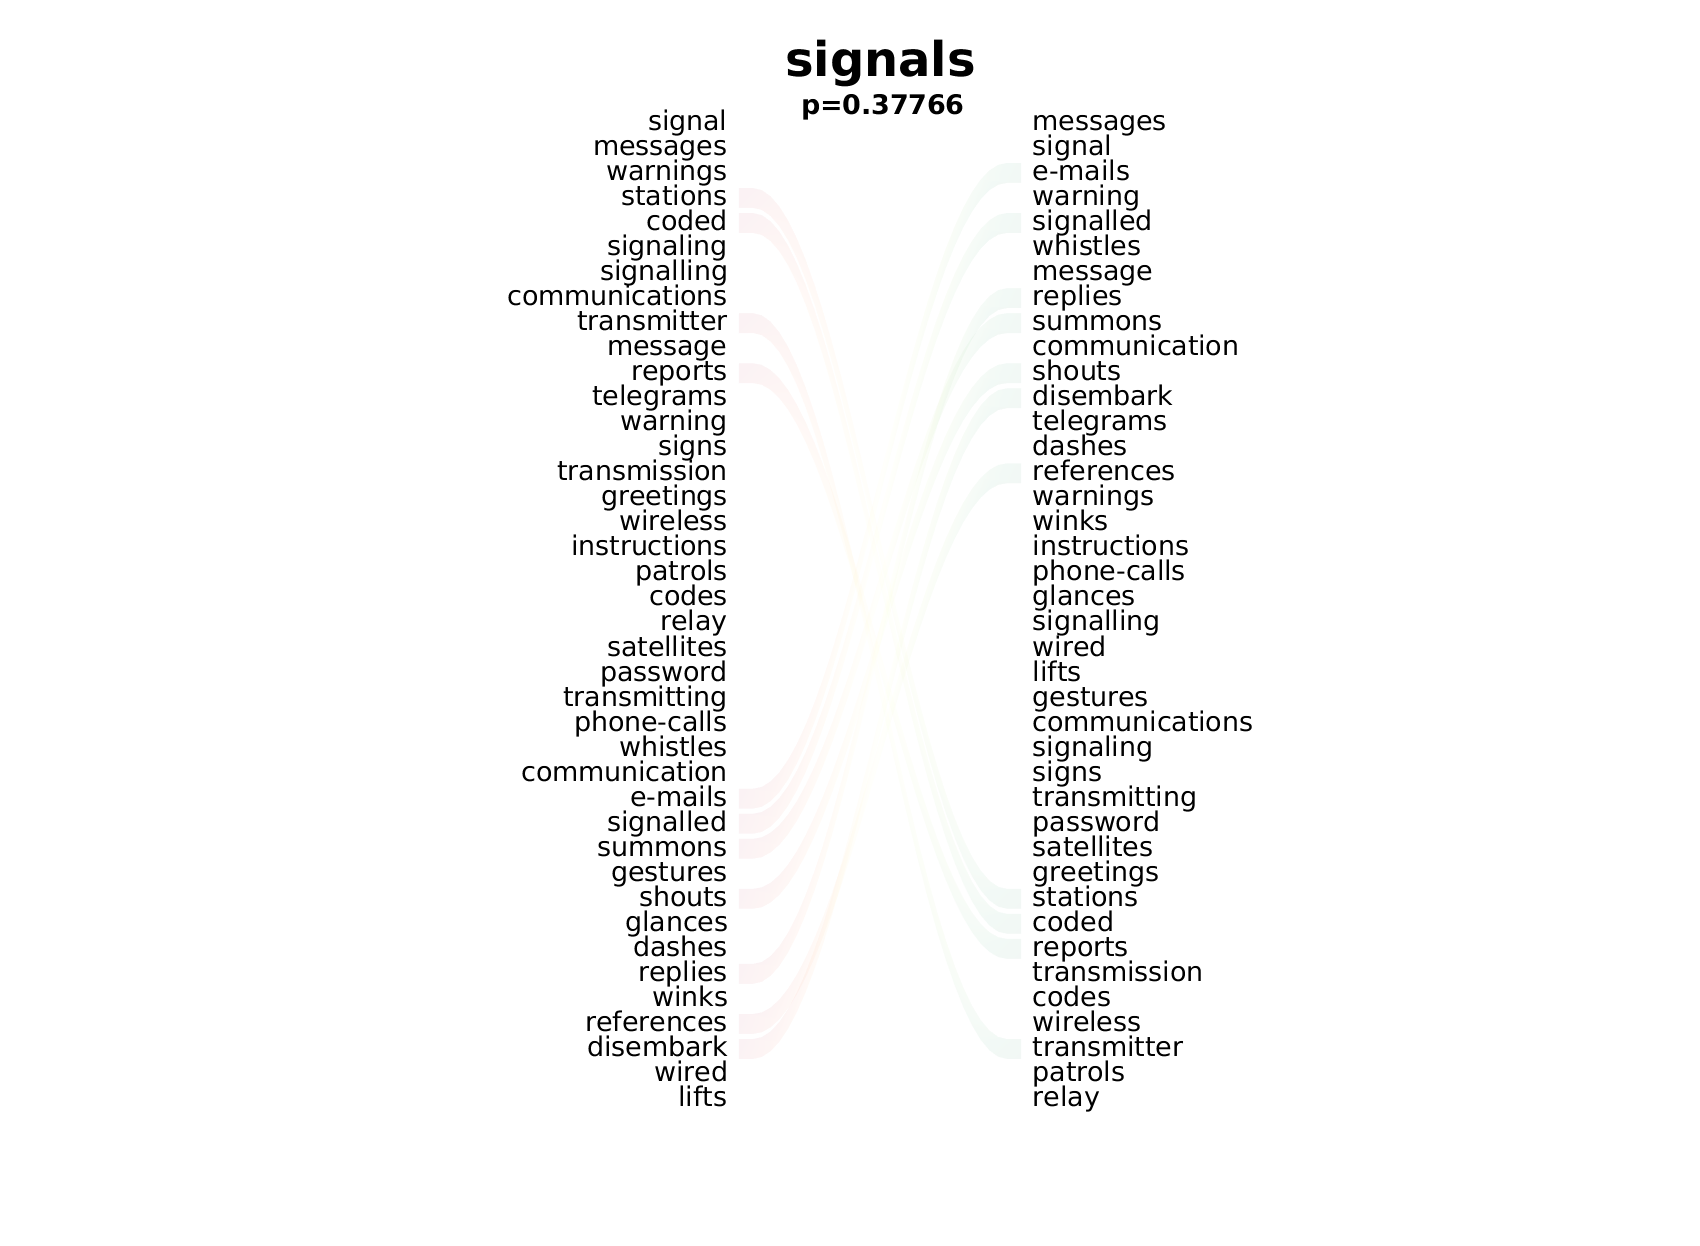 signals
p=0.37766
signal
messages
warnings
stations
coded
signaling
signalling
communications
transmitter
message
reports
telegrams
warning
signs
transmission
greetings
wireless
instructions
patrols
codes
relay
satellites
password
transmitting
phone-calls
whistles
communication
e-mails
signalled
summons
gestures
shouts
glances
dashes
replies
winks
references
disembark
wired
lifts
messages
signal
e-mails
warning
signalled
whistles
message
replies
summons
communication
shouts
disembark
telegrams
dashes
references
warnings
winks
instructions
phone-calls
glances
signalling
wired
lifts
gestures
communications
signaling
signs
transmitting
password
satellites
greetings
stations
coded
reports
transmission
codes
wireless
transmitter
patrols
relay